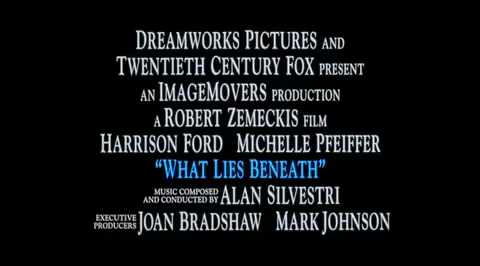 DREAMWORKS PICTURES AND
TWENTIETH CENTURY FOX PRESENT
AN IMAGEMOVERS PRODUCTION
A ROBERT ZEMECKIS FILM
HARRISON FORD MICHELLE PFEIFFER
“WHAT LIES BENEATH”
MUSIC COMPOSED AND CONDUCTED BY ALAN SILVESTRI
EXECUTIVE PRODUCERS JOAN BRADSHAW MARK JOHNSON